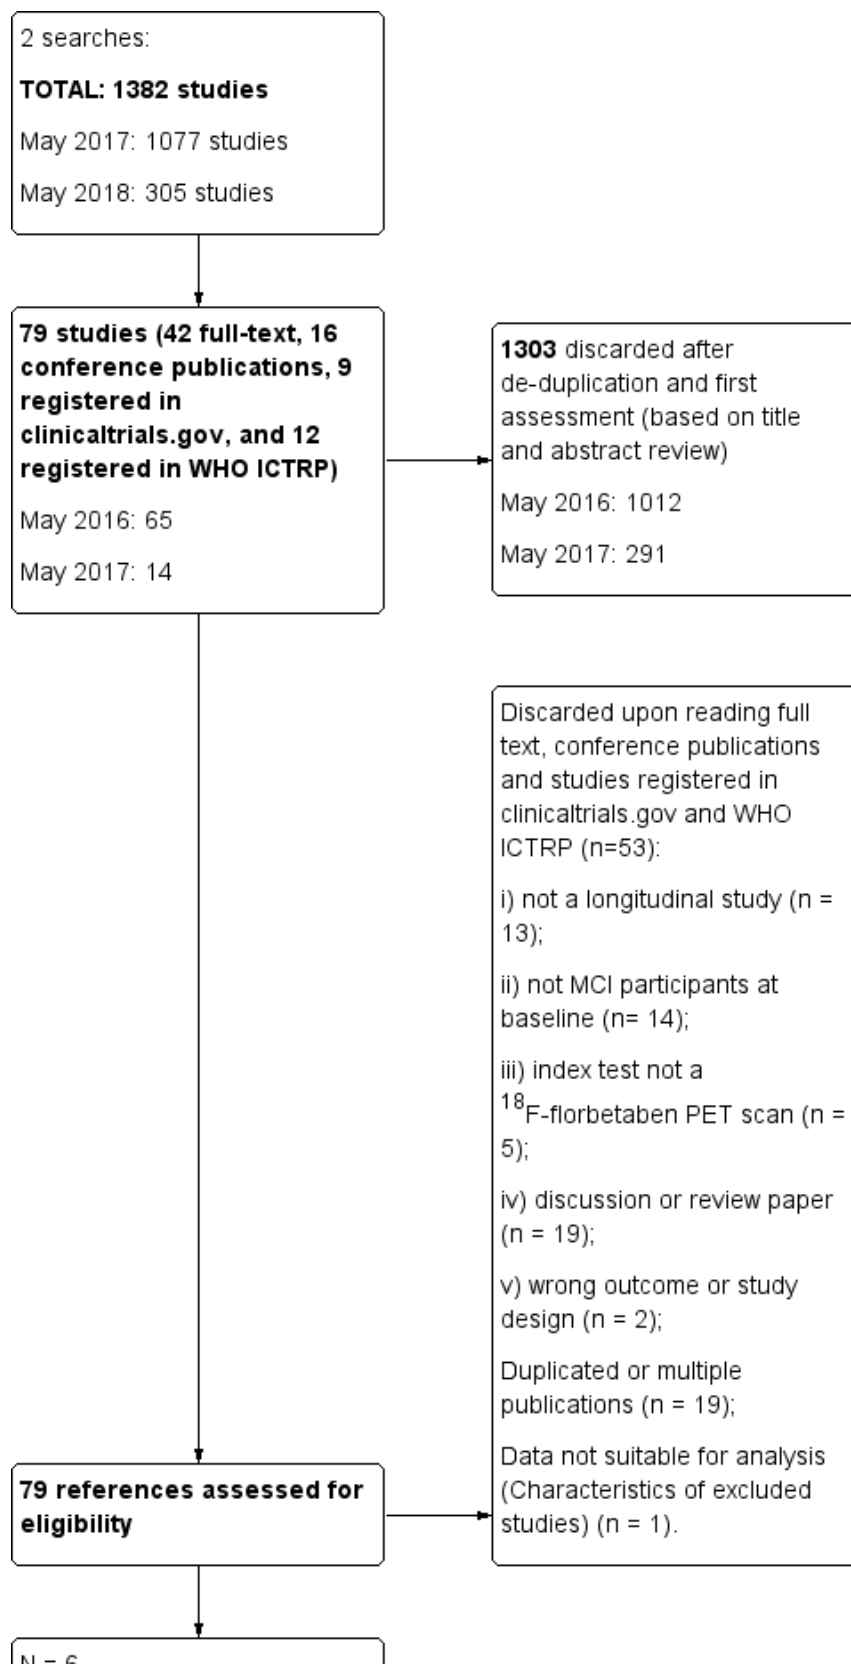 2 searches:
TOTAL: 1382 studies
May 2017: 1077 studies
May 2018: 305 studies
79 studies (42 full-text, 16
conference publications, 9
registered in
clinicaltrials.gov, and 12
registered in WHO ICTRP)
May 2016: 65
May 2017: 14
1303 discarded after
de-duplication and first
assessment (based on title
and abstract review)
May 2016: 1012
May 2017: 291
Discarded upon reading full
text, conference publications
and studies registered in
clinicaltrials.gov and WHO
ICTRP (n=53):
i) not a longitudinal study (n =
13);
ii) not MCI participants at
baseline (n= 14);
iii) index test not a
18F-florbetaben PET scan (n =
5);
iv) discussion or review paper
(n = 19);
v) wrong outcome or study
design (n = 2);
Duplicated or multiple
publications (n = 19);
Data not suitable for analysis
(Characteristics of excluded
studies) (n = 1).
79 references assessed for
eligibility
N = 6